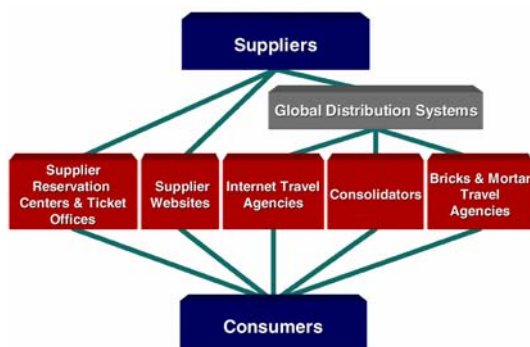 Suppliers
Global Distribution Systems
Supplier
Reservation
Centers & Ticket
Offices
Supplier
Websites
Internet Travel
Agencies
Consolidators
Bricks & Mortar
Travel
Agencies
Consumers